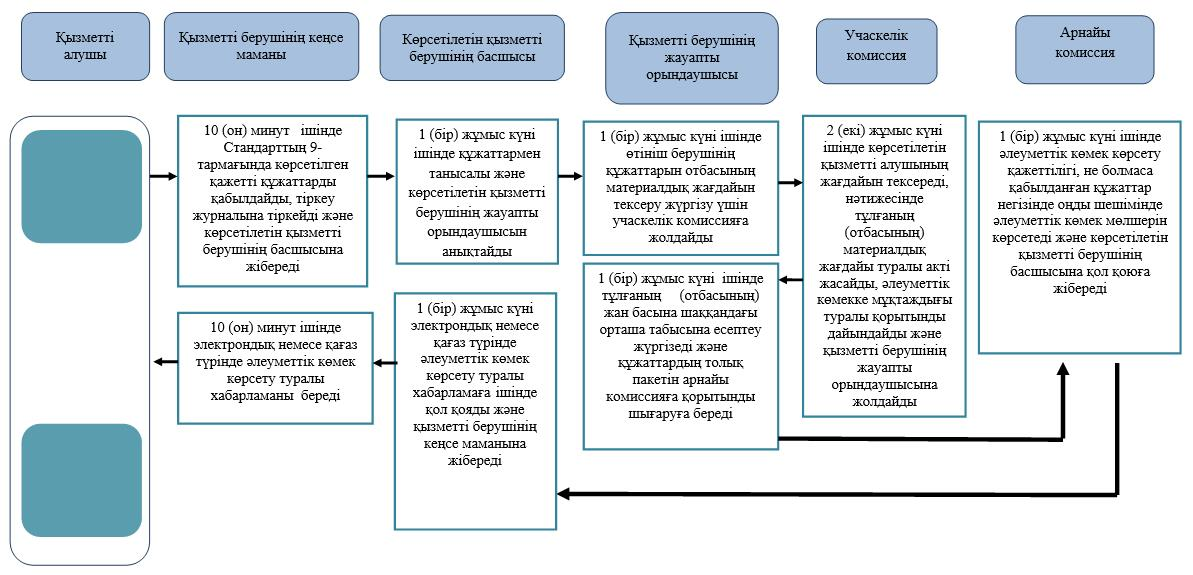 Қызметті
алушы
Қызметті берушінің кеңсе
маманы
Көрсетілетін қызметті
берушінің басшысы
Қызметті берушінің
жауапты
орындаушысы
Учаскелік
комиссия
Арнайы
комиссия
10 (он) минут ішінде
Стандарттың 9-
тармағында көрсетілген
қажетті құжаттарды
қабылдайды, тіркеу
журналына тіркейді және
көрсетілетін қызметті
берушінің басшысына
жібереді
1 (бір) жұмыс күні
ішінде құжаттармен
танысалы және
көрсетілетін қызметті
берушінің жауапты
орындаушысын
анықтайды
1 (бір) жұмыс күні ішінде
өтініш берушінің
құжаттарын отбасының
материалдық жағдайын
тексеру жүргізу үшін
учаскелік комиссияға
жолдайды
2 (екі) жұмыс күні
ішінде көрсетілетін
қызметті алушының
жағдайын тексереді,
нәтижесінде
тұлғаның
(отбасының)
материалдық
жағдайы туралы акті
жасайды, әлеуметтік
көмекке мұқтаждығы
туралы қорытынды
дайындайды және
қызметті берушінің
жауапты
орындаушысына
жолдайды
1 (бір) жұмыс күні ішінде
әлеуметтік көмек көрсету
қажеттілігі, не болмаса
қабылданған құжаттар
негізінде оңды шешімінде
әлеуметтік көмек мөлшерін
көрсетеді және көрсетілетін
қызметті берушінің
басшысына қол қоюға
жібереді
1 (бір) жұмыс күні ішінде
тұлғаның (отбасының)
жан басына шаққандағы
орташа табысына есептеу
жүргізеді және
құжаттардың толық
пакетін арнайы
комиссияға қорытынды
шығаруға береді
1 (бір) жұмыс күні
электрондық немесе
қағаз түрінде
әлеуметтік көмек
көрсету туралы
хабарламаға ішінде
қол қояды және
қызметті берушінің
кеңсе маманына
жібереді
10 (он) минут ішінде
электрондық немесе қағаз
түрінде әлеуметтік көмек
көрсету туралы
хабарламаны береді